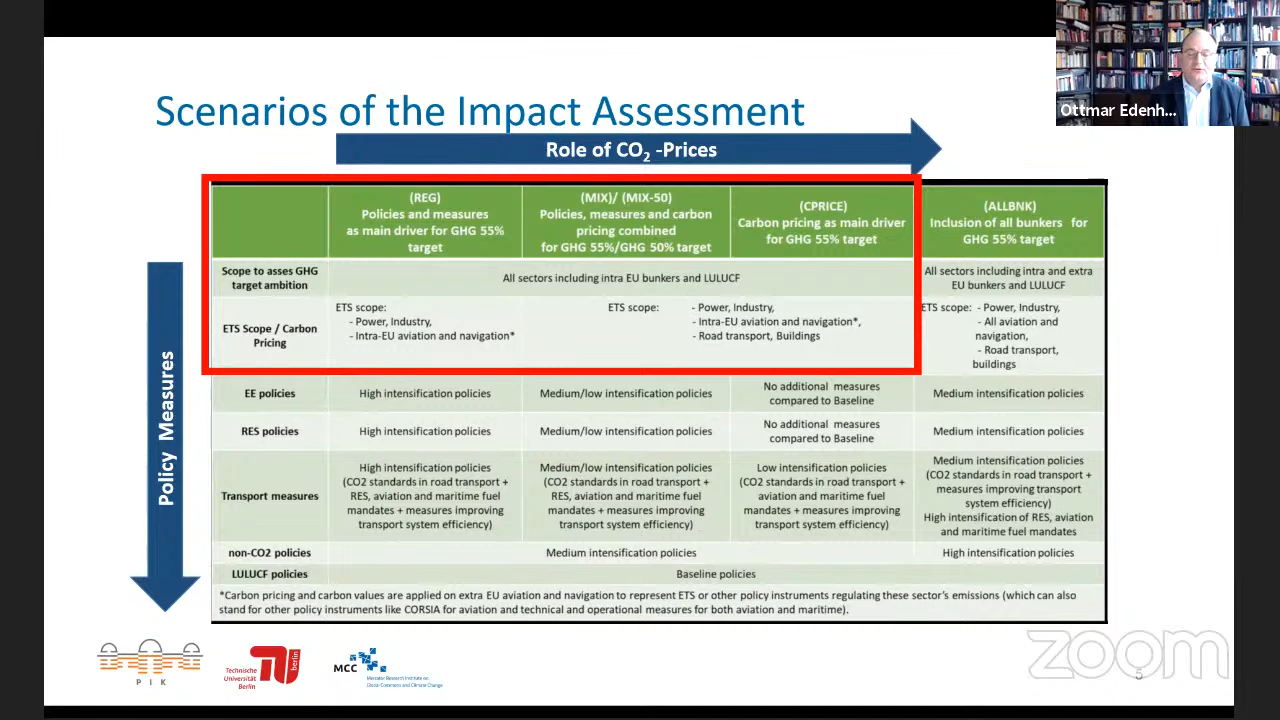 Ottmar Edenh...
Scenarios of the Impact Assessment
Role of CO2 -Prices
Policy Measures
(REG)
Policies and measures
as main driver for GHG 55%
target
(MIX)/ (MIX-50)
Policies, measures and carbon
pricing combined
for GHG 55%/GHG 50% target
(CPRICE)
Carbon pricing as main driver
for GHG 55% target
(ALLBNK)
Inclusion of all bunkers for
GHG 55% target
Scope to asses GHG
target ambition
All sectors including intra EU bunkers and LULUCF
All sectors including intra and extra
EU bunkers and LULUCF
ETS Scope / Carbon
Pricing
ETS scope:
- Power, Industry,
- Intra-EU aviation and navigation*
ETS scope: - Power, Industry,
- Intra-EU aviation and navigation*,
- Road transport, Buildings
ETS scope: - Power, Industry,
- All aviation and
navigation,
- Road transport,
buildings
EE policies
High intensification policies
Medium/low intensification policies
No additional measures
compared to Baseline
Medium intensification policies
RES policies
High intensification policies
Medium/low intensification policies
No additional measures
compared to Baseline
Medium intensification policies
Transport measures
High intensification policies
(CO2 standards in road transport +
RES, aviation and maritime fuel
mandates + measures improving
transport system efficiency)
Medium/low intensification policies
(CO2 standards in road transport +
RES, aviation and maritime fuel
mandates + measures improving
transport system efficiency)
Low intensification policies
(CO2 standards in road transport +
aviation and maritime fuel
mandates + measures improving
transport system efficiency)
Medium intensification policies
(CO2 standards in road transport +
measures improving transport
system efficiency)
High intensification of RES, aviation
and maritime fuel mandates
non-CO2 policies
Medium intensification policies
High intensification policies
LULUCF policies
Baseline policies
*Carbon pricing and carbon values are applied on extra EU aviation and navigation to represent ETS or other policy instruments regulating these sector's emissions (which can also
stand for other policy instruments like CORSIA for aviation and technical and operational measures for both aviation and maritime).
P I K
Technische
Universität
Berlin
berlin
MCC
Mercator Research Institute on
Global Commons and Climate Change
zoom
5